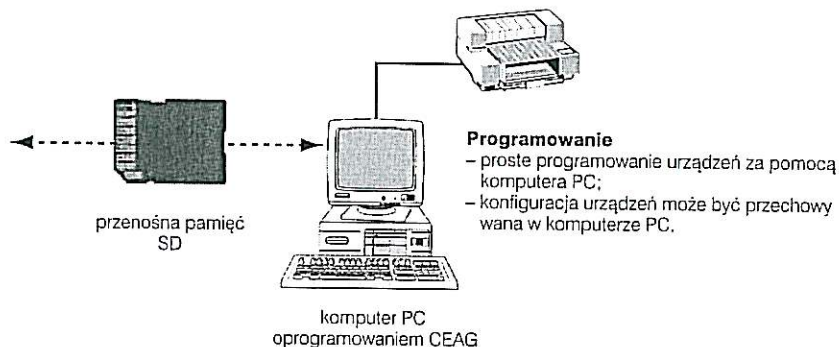 Programowanie
– proste programowanie urządzeń za pomocą
komputera PC;
– konfiguracja urządzeń może być przechowy
wana w komputerze PC.
przenośna pamięć
SD
komputer PC
oprogramowaniem CEAG